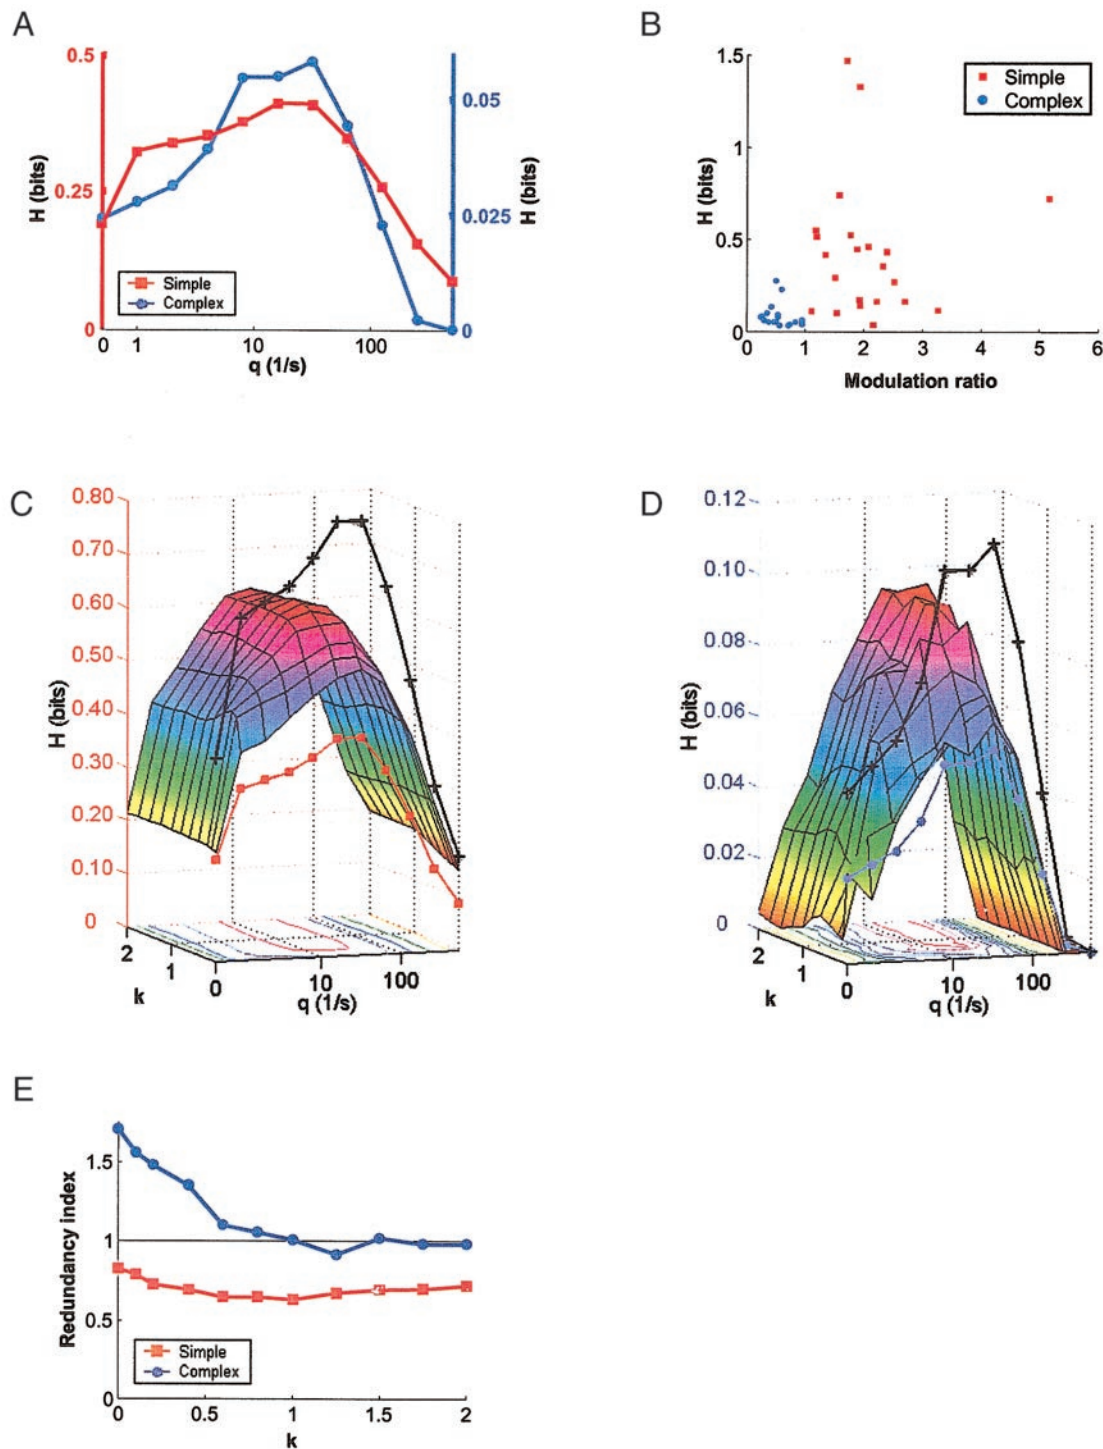 A
0.5
0.25
0
H (bits)
0.05
0.025
0
H (bits)
Simple
Complex
0
1
10
100
q (1/s)
B
1.5
1
0.5
0
H (bits)
Simple
Complex
0
1
2
3
4
5
6
Modulation ratio
C
0.80
0.70
0.60
0.50
0.40
0.30
0.20
0.10
0
H (bits)
2
1
0
k
10
100
q (1/s)
D
0.12
0.10
0.08
0.06
0.04
0.02
0
H (bits)
2
1
0
k
10
100
q (1/s)
E
1.5
1
0.5
0
Redundancy index
Simple
Complex
0
0.5
1
1.5
2
k